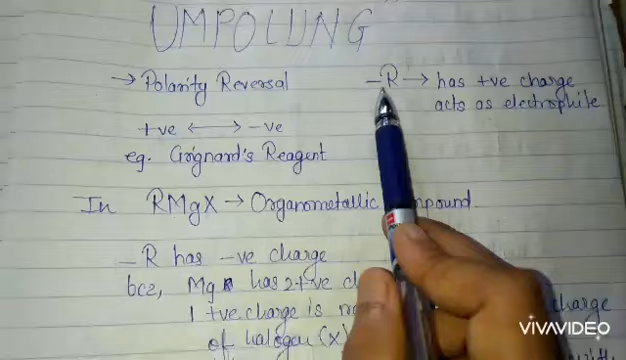 UMPOLUNG
→ Polarity Reversal
-R → has +ve charge
acts as electrophile
+ve ⟷ -ve
eg. Grignard's Reagent
In RMgX → Organometallic pound.
-R has -ve charge
bcz, Mg has 2+ve c
1 +ve charge is charge
of halogen (X)
VIVAVIDEO